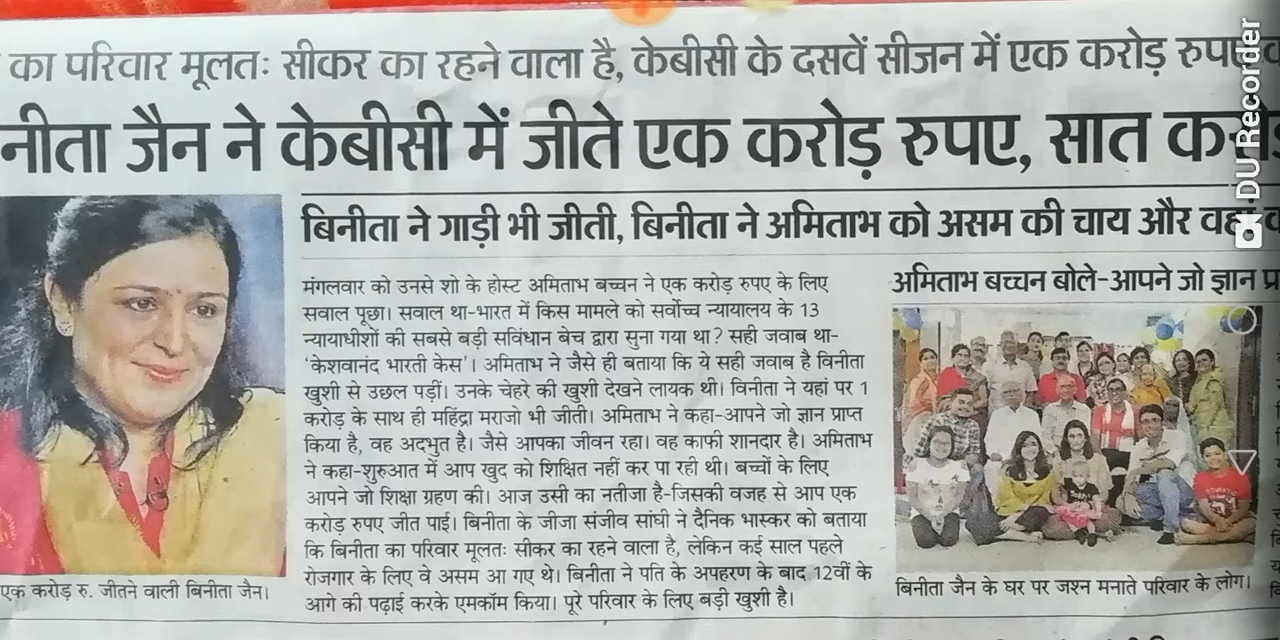 का परिवार मूलतः सीकर का रहने वाला है, केबीसी के दसवें सीजन में एक करोड़
नीता जैन ने केबीसी में जीते एक करोड़ रुपए, सात
बिनीता ने गाड़ी भी जीती, बिनीता ने अमिताभ को असम की चाय और वह
मंगलवार को उनसे शो के होस्ट अमिताभ बच्चन ने एक करोड़ रुपए के लिए
सवाल पूछा। सवाल था-भारत में किस मामले को सर्वोच्च न्यायालय के 13
न्यायाधीशों की सबसे बड़ी सविंधान बेच द्वारा सुना गया था? सही जवाब था-
'केशवानंद भारती केस'। अमिताभ ने जैसे ही बताया कि ये सही जवाब है विनीता
खुशी से उछल पड़ीं। उनके चेहरे की खुशी देखने लायक थी। विनीता ने यहां पर 1
करोड़ के साथ ही महिंद्रा मराजो भी जीती। अमिताभ ने कहा-आपने जो ज्ञान प्राप्त
किया है, वह अदभुत है। जैसे आपका जीवन रहा। वह काफी शानदार है। अमिताभ
ने कहा-शुरुआत में आप खुद को शिक्षित नहीं कर पा रही थी। बच्चों के लिए
आपने जो शिक्षा ग्रहण की। आज उसी का नतीजा है-जिसकी वजह से आप एक
करोड़ रुपए जीत पाई। बिनीता के जीजा संजीव सांघी ने दैनिक भास्कर को बताया
कि बिनीता का परिवार मूलतः सीकर का रहने वाला है, लेकिन कई साल पहले
रोजगार के लिए वे असम आ गए थे। बिनीता ने पति के अपहरण के बाद 12वीं के
आगे की पढ़ाई करके एमकॉम किया। पूरे परिवार के लिए बड़ी खुशी है।
अमिताभ बच्चन बोले-आपने जो ज्ञान प्र
एक करोड़ रु. जीतने वाली बिनीता जैन।
बिनीता जैन के घर पर जश्न मनाते परिवार के लोग।
DU Recorder